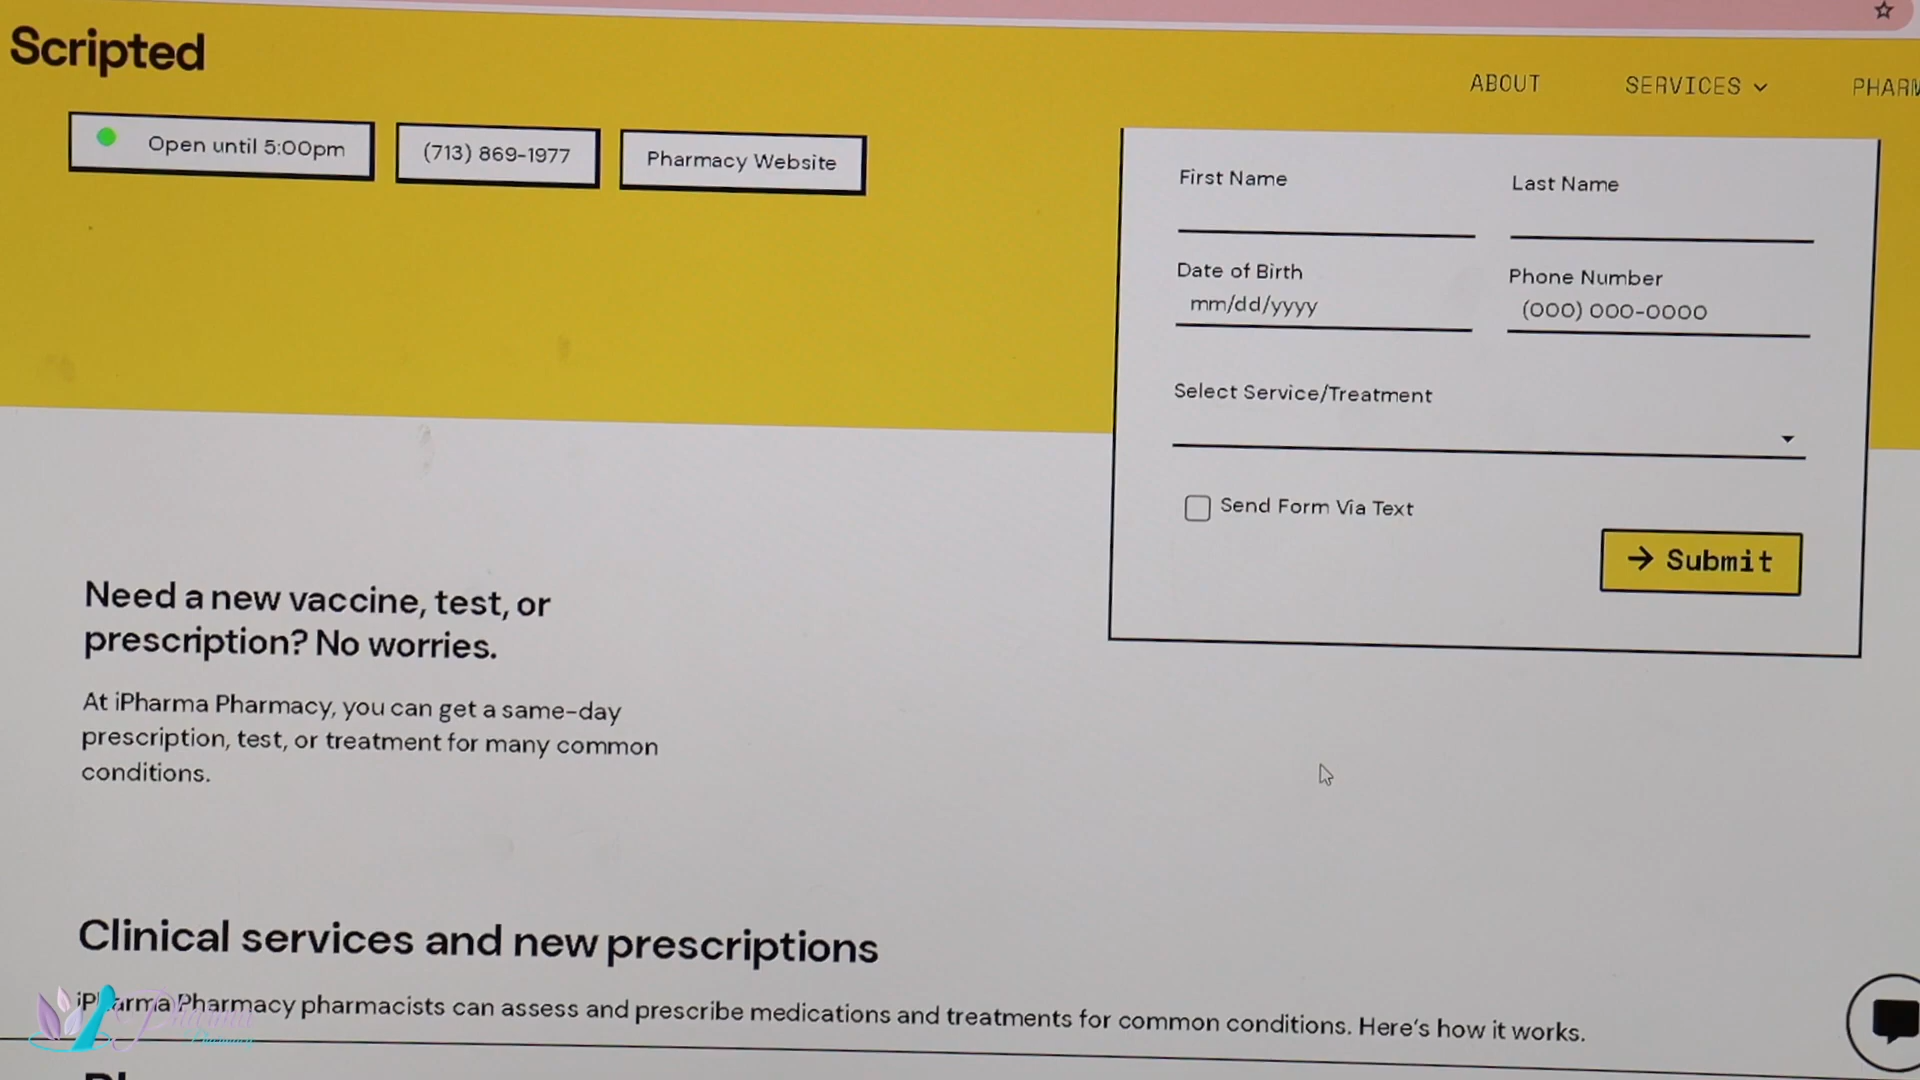 Scripted
ABOUT
SERVICES
PHARM
Open until 5:00pm
(713) 869-1977
Pharmacy Website
First Name
Last Name
Date of Birth
mm/dd/yyyy
Phone Number
(000) 000-0000
Select Service/Treatment
Send Form Via Text
→ Submit
Need a new vaccine, test, or
prescription? No worries.
At iPharma Pharmacy, you can get a same-day
prescription, test, or treatment for many common
conditions.
Clinical services and new prescriptions
iPharma Pharmacy pharmacists can assess and prescribe medications and treatments for common conditions. Here's how it works.
Pharma
Pharmacy